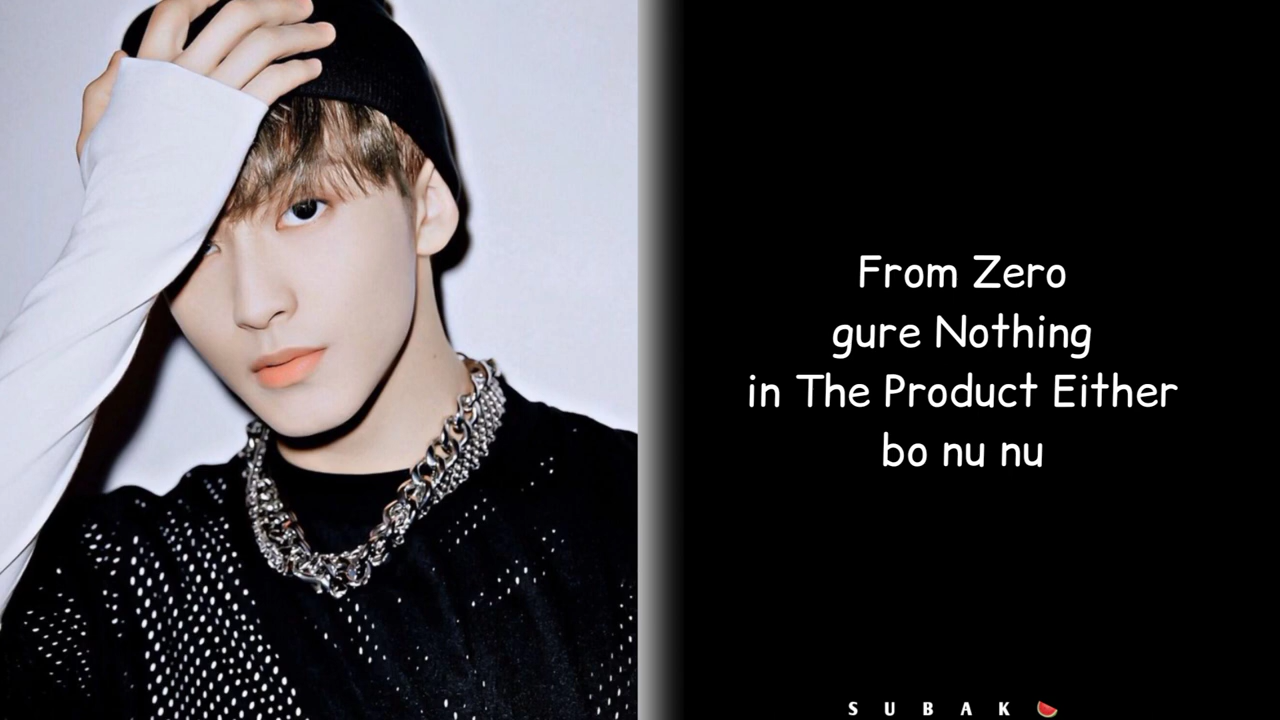 From Zero
gure Nothing
in The Product Either
bo nu nu
S U B A K 🍉